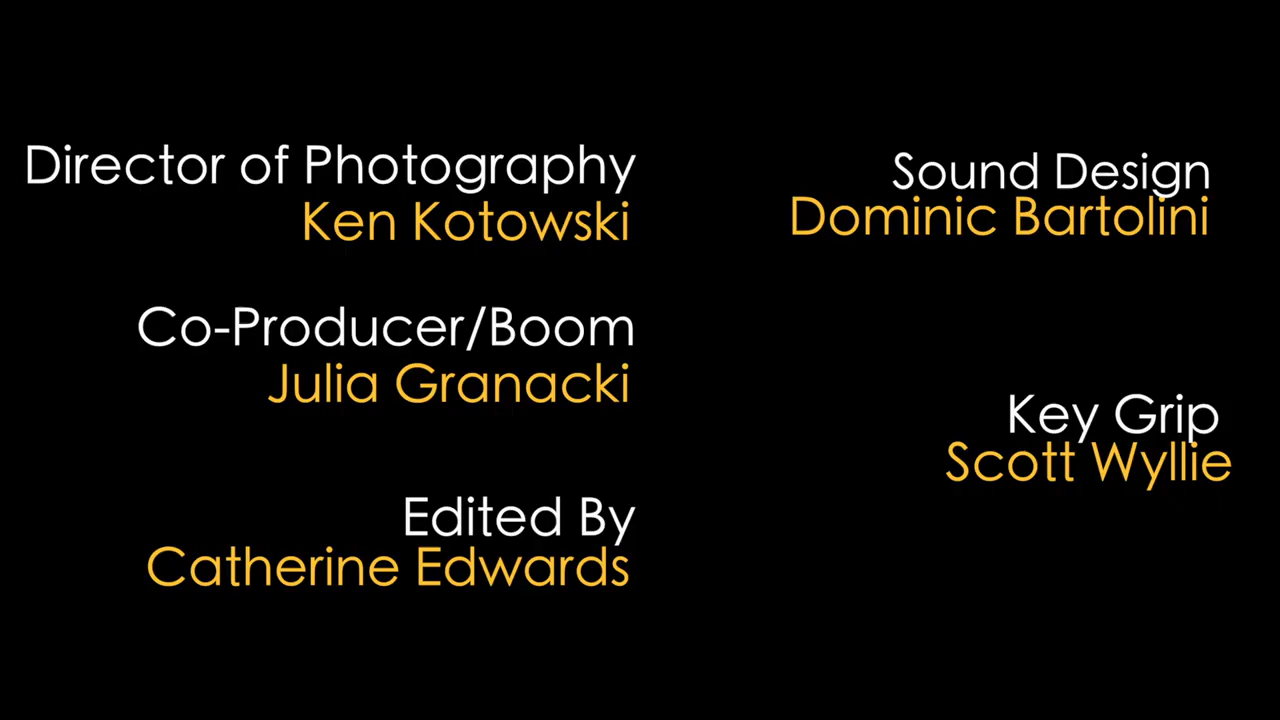 Director of Photography
Ken Kotowski
Co-Producer/Boom
Julia Granacki
Edited By
Catherine Edwards
Sound Design
Dominic Bartolini
Key Grip
Scott Wyllie